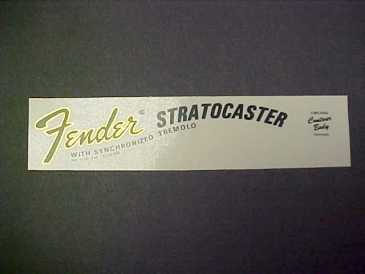 Fender ®
STRATOCASTER
WITH SYNCHRONIZED TREMOLO
Contour
Body